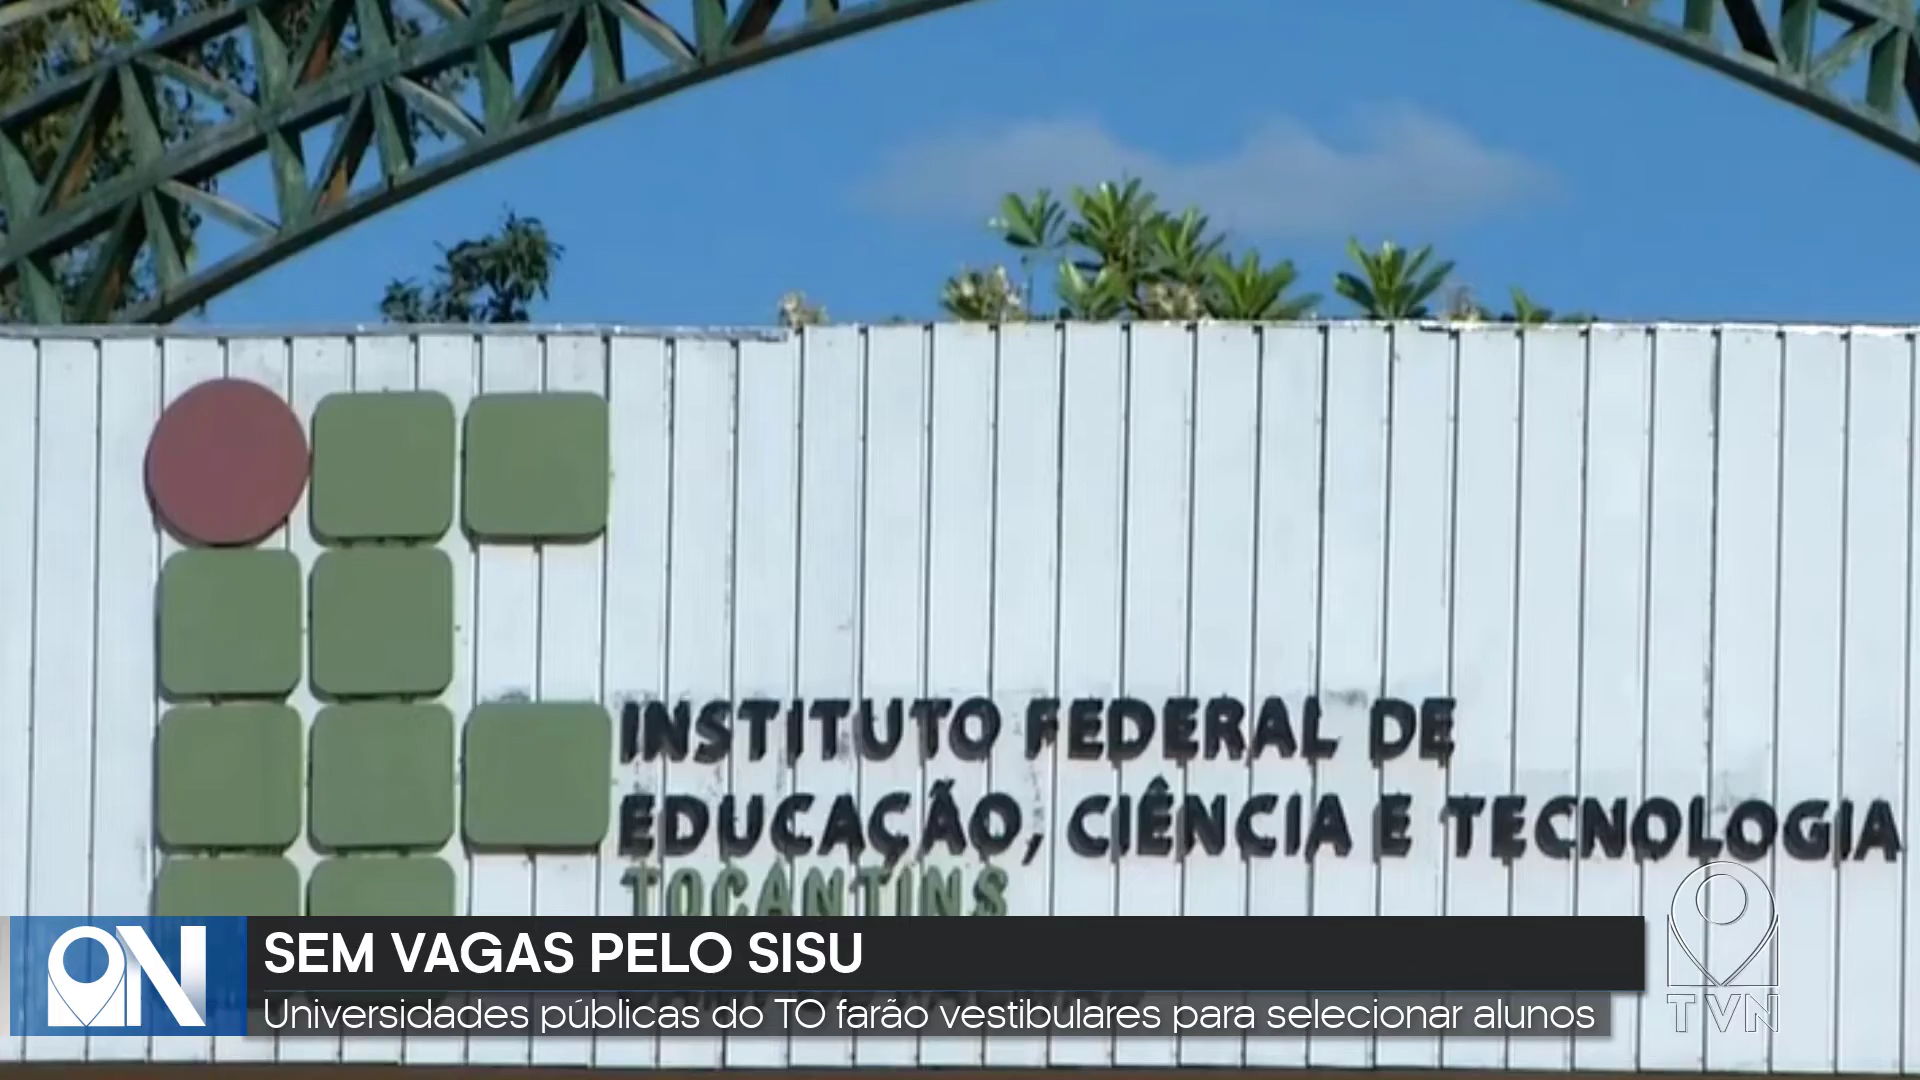 INSTITUTO FEDERAL DE
EDUCAÇÃO, CIÊNCIA E TECNOLOGIA
TOCANTINS
ON
SEM VAGAS PELO SISU
Universidades públicas do TO farão vestibulares para selecionar alunos
TVN